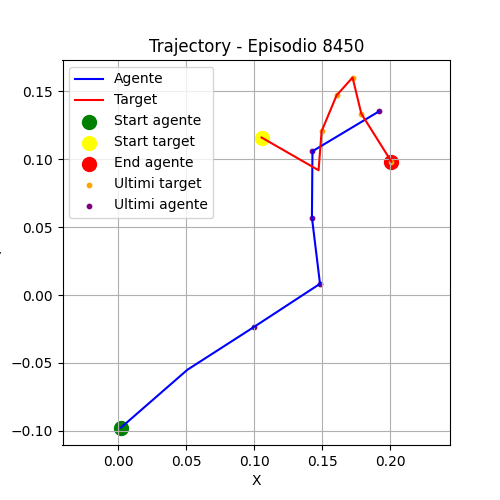 Trajectory - Episodio 8450
Agente
Target
Start agente
Start target
End agente
Ultimi target
Ultimi agente
0.15
0.10
0.05
0.00
−0.05
−0.10
0.00 0.05 0.10 0.15 0.20
X